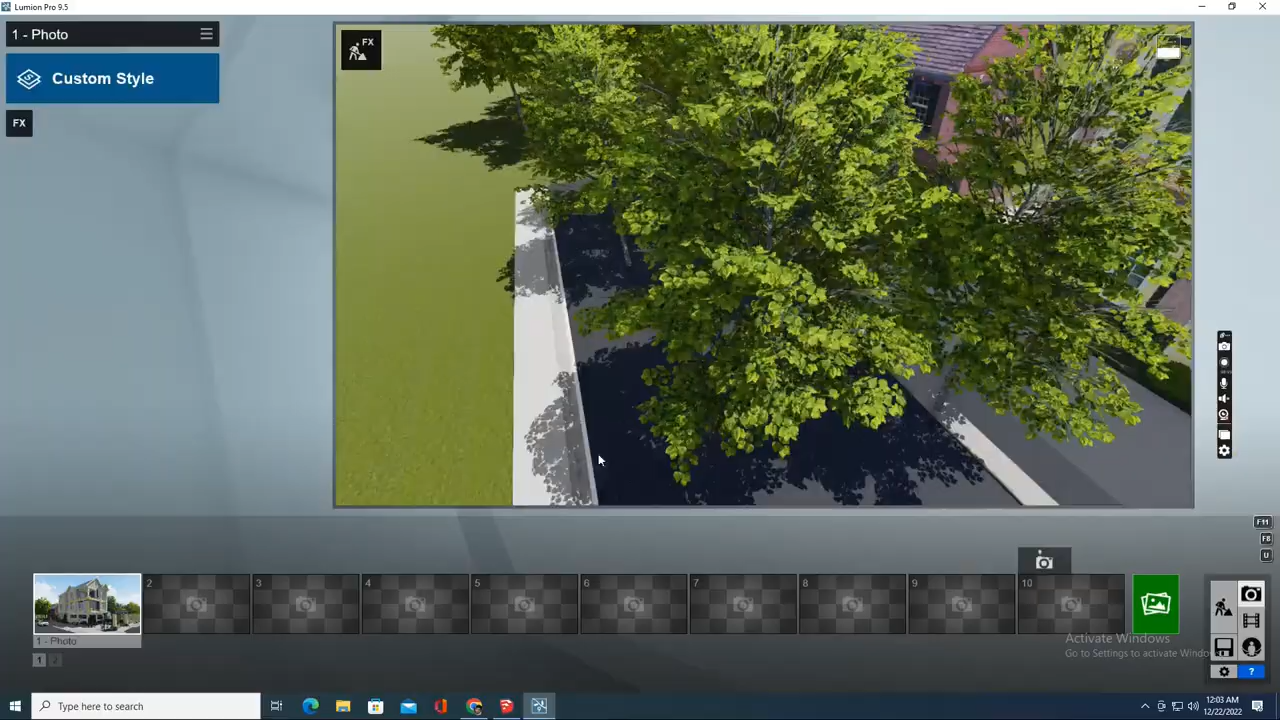 Lumion Pro 9.5
1 - Photo
Custom Style
FX
FX
F11
F8
U
2
3
4
5
6
7
8
9
10
1 - Photo
1
2
Activate Windows
Go to Settings to activate Windo
?
Type here to search
12:03 AM
12/22/2022